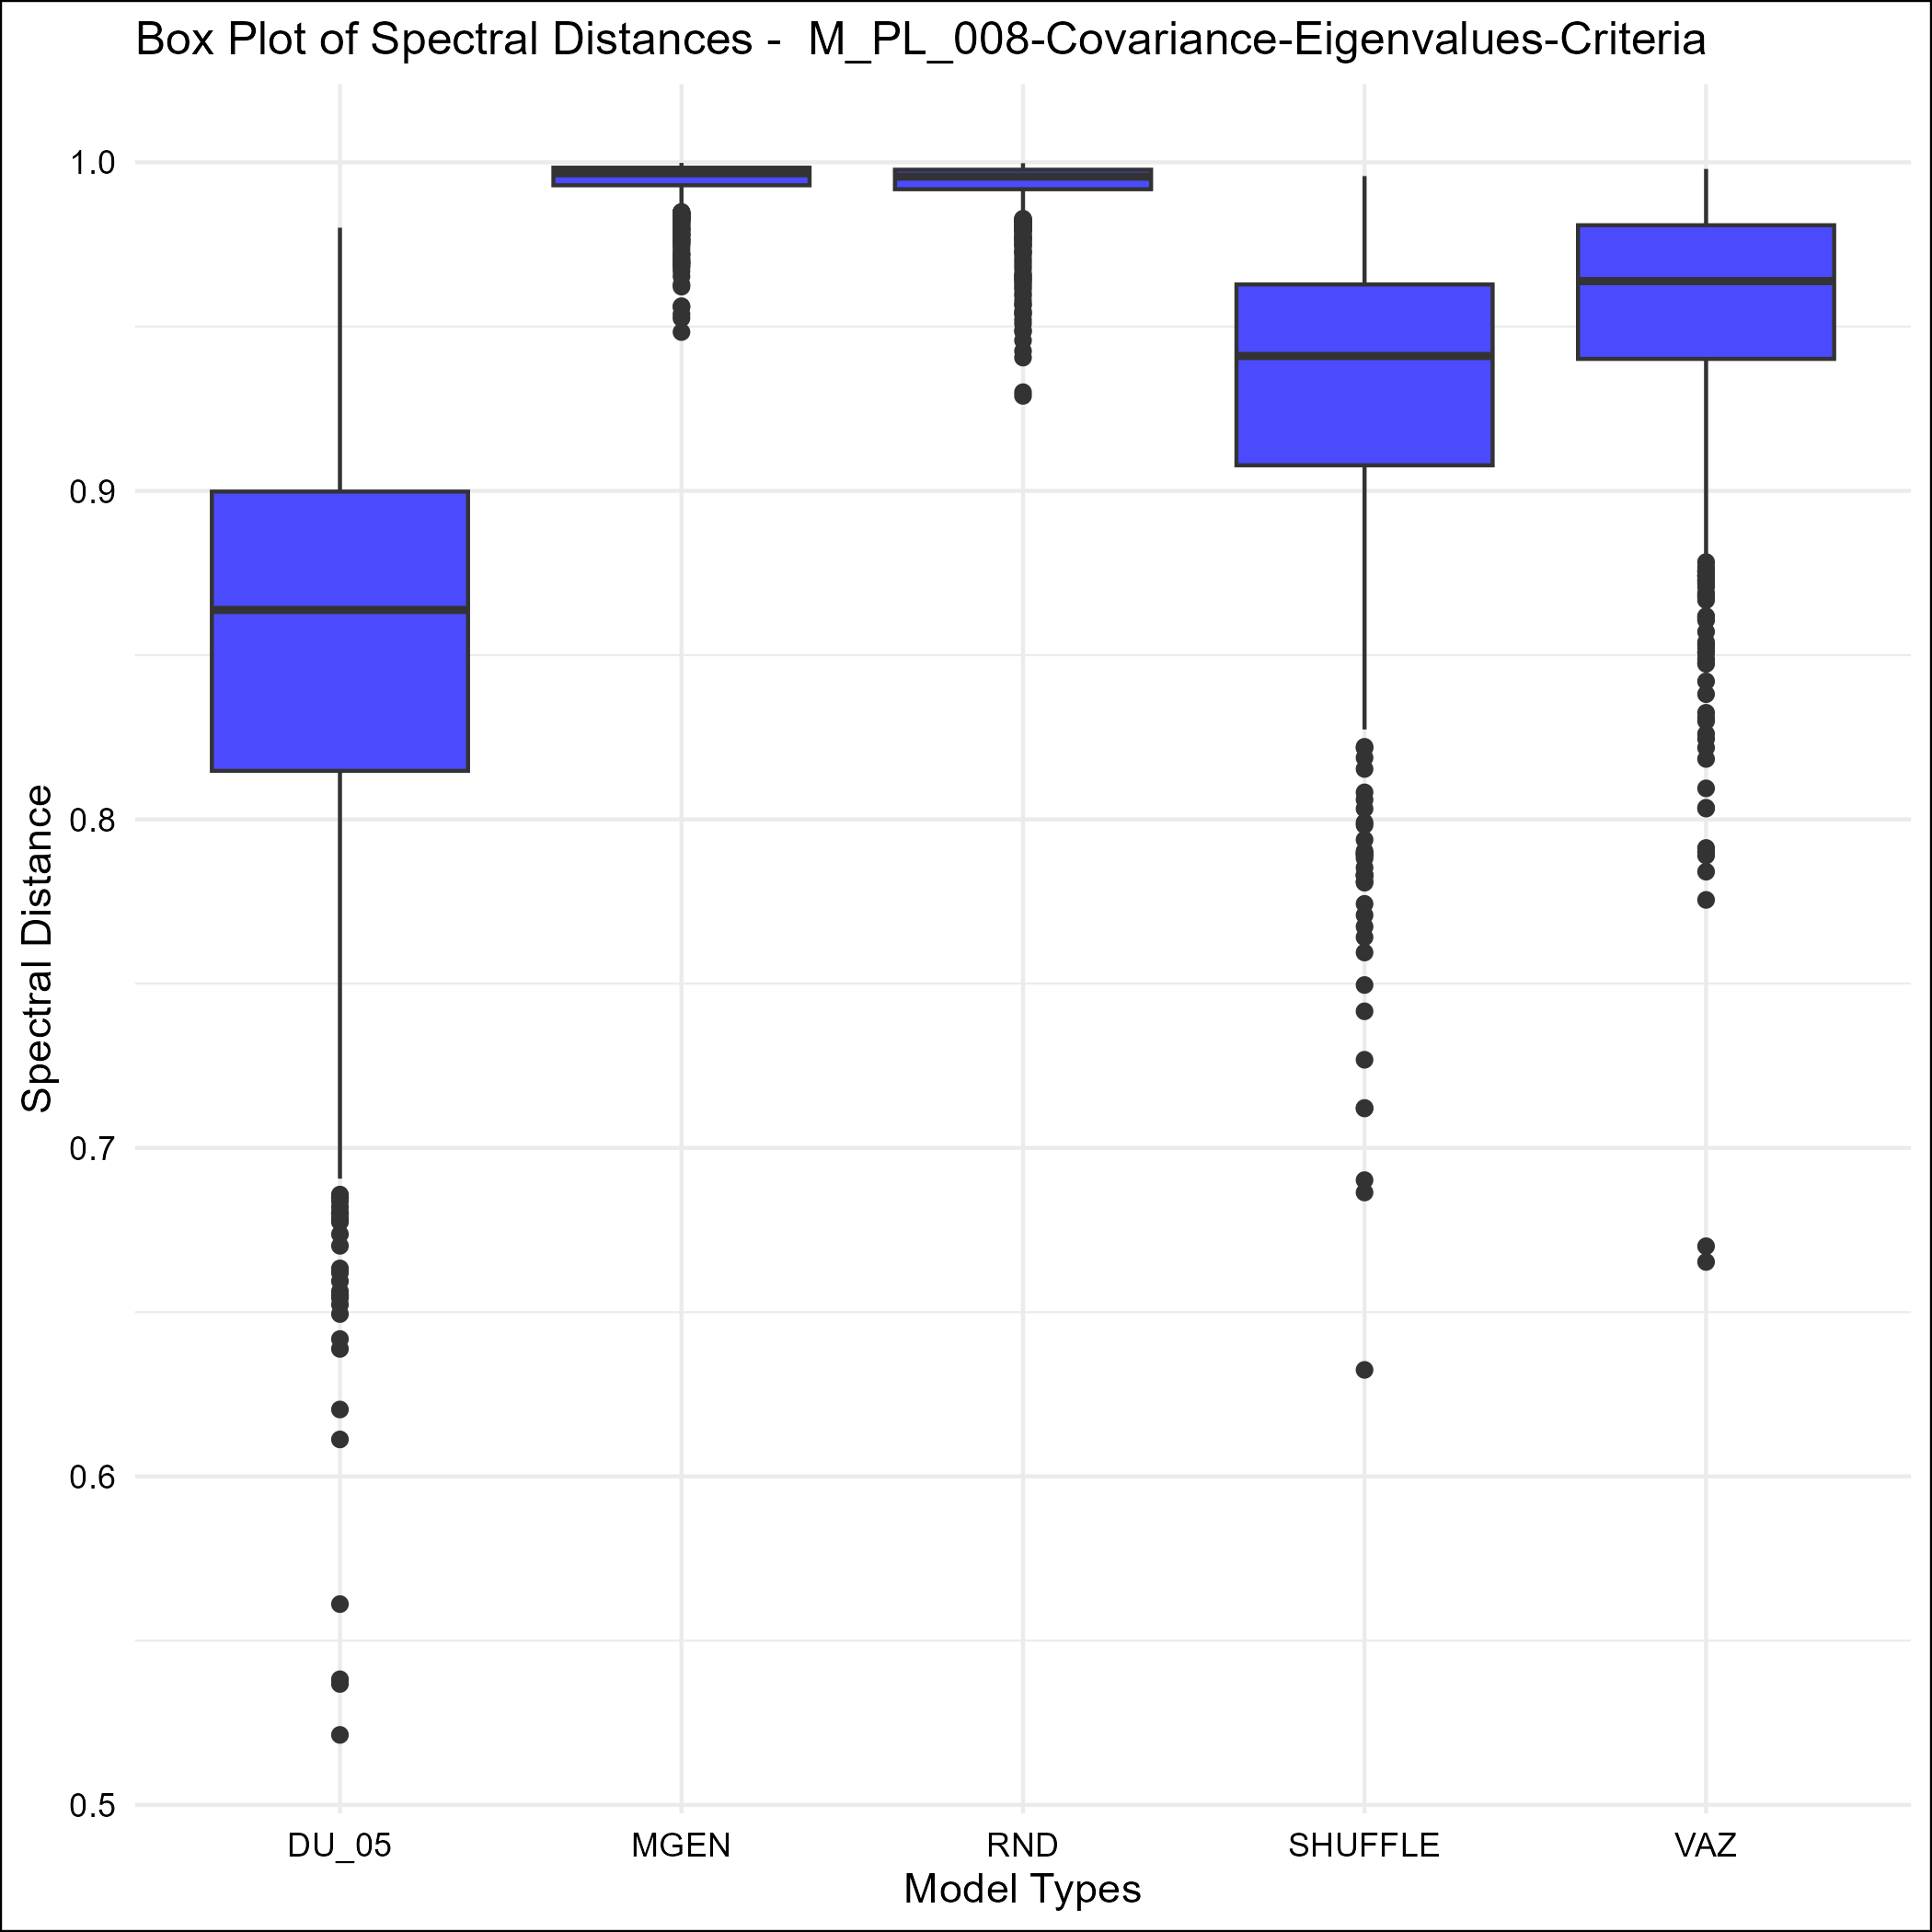 Box Plot of Spectral Distances -  M_PL_008-Covariance-Eigenvalues-Criteria
Spectral Distance
1.0
0.9
0.8
0.7
0.6
0.5
DU_05 MGEN RND SHUFFLE VAZ
Model Types